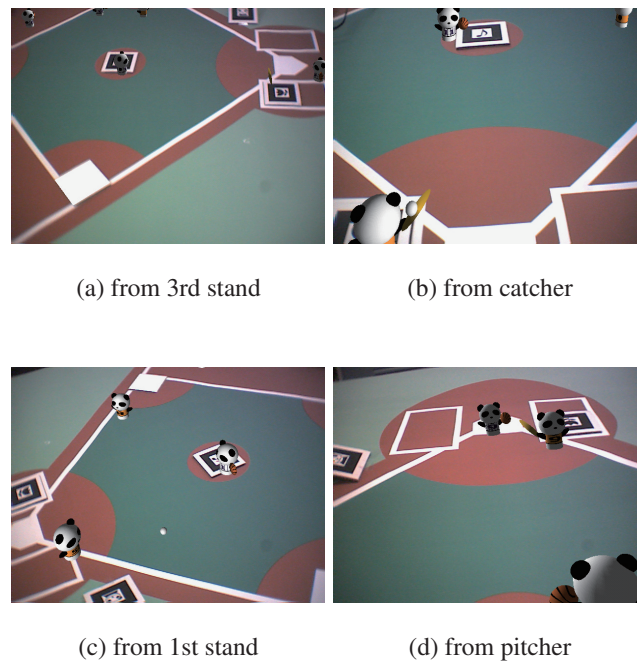 (a) from 3rd stand
(b) from catcher
(c) from 1st stand
(d) from pitcher